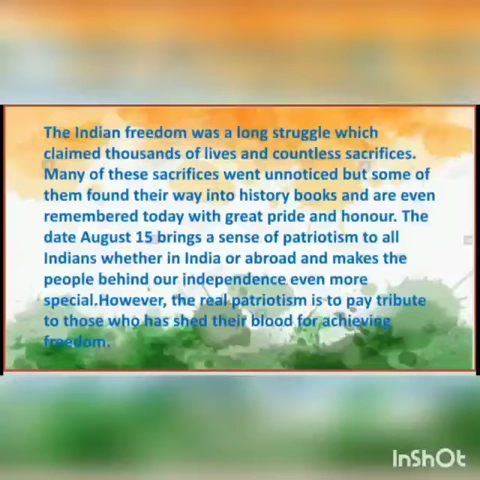 The Indian freedom was a long struggle which
claimed thousands of lives and countless sacrifices.
Many of these sacrifices went unnoticed but some of
them found their way into history books and are even
remembered today with great pride and honour. The
date August 15 brings a sense of patriotism to all
Indians whether in India or abroad and makes the
people behind our independence even more
special.However, the real patriotism is to pay tribute
to those who has shed their blood for achieving
freedom.
InShOt